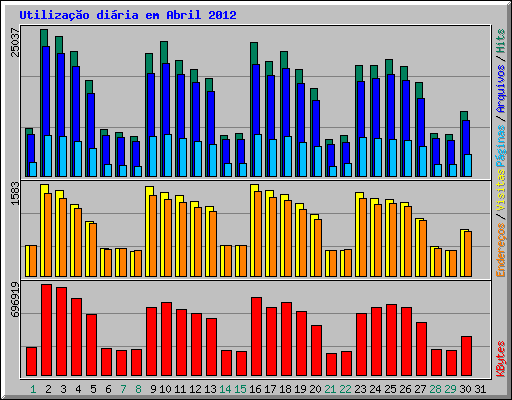 Utilização diária em Abril 2012
25037
1583
696919
Hits
Arquivos /
Páginas /
Visitas
Endereços /
KBytes
1 2 3 4 5 6 7 8 9 10 11 12 13 14 15 16 17 18 19 20 21 22 23 24 25 26 27 28 29 30 31